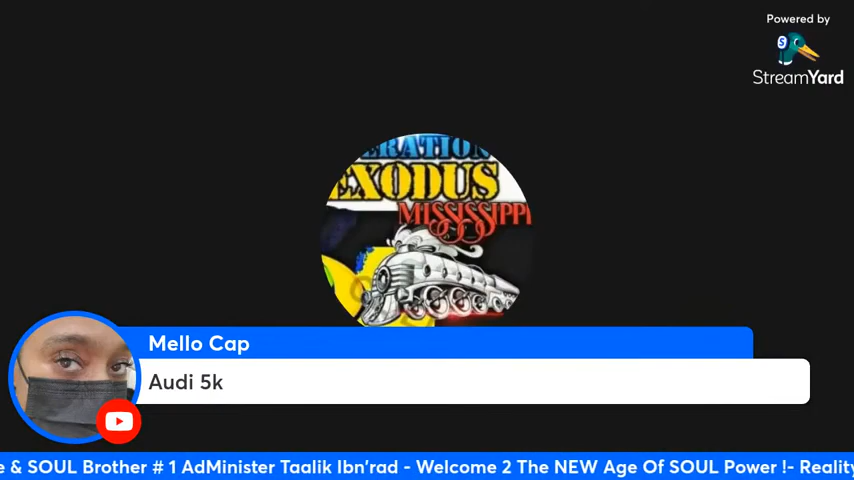 Powered by
StreamYard
ERATION
EXODUS
MISSISSIPPI
Mello Cap
Audi 5k
e & SOUL Brother # 1 AdMinister Taalik Ibn'rad - Welcome 2 The NEW Age Of SOUL Power !- Reality